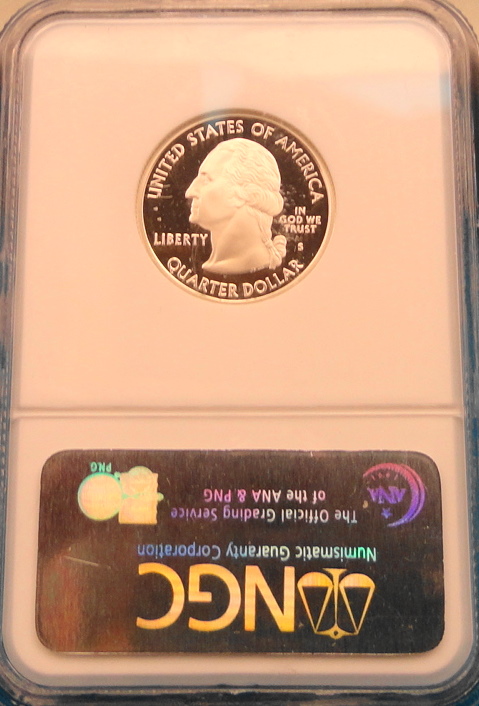 UNITED STATES OF AMERICA
IN
GOD WE
TRUST
LIBERTY
S
QUARTER DOLLAR
NGC
Numismatic Guaranty Corporation
The Official Grading Service
of the ANA & PNG
ANA
PNG